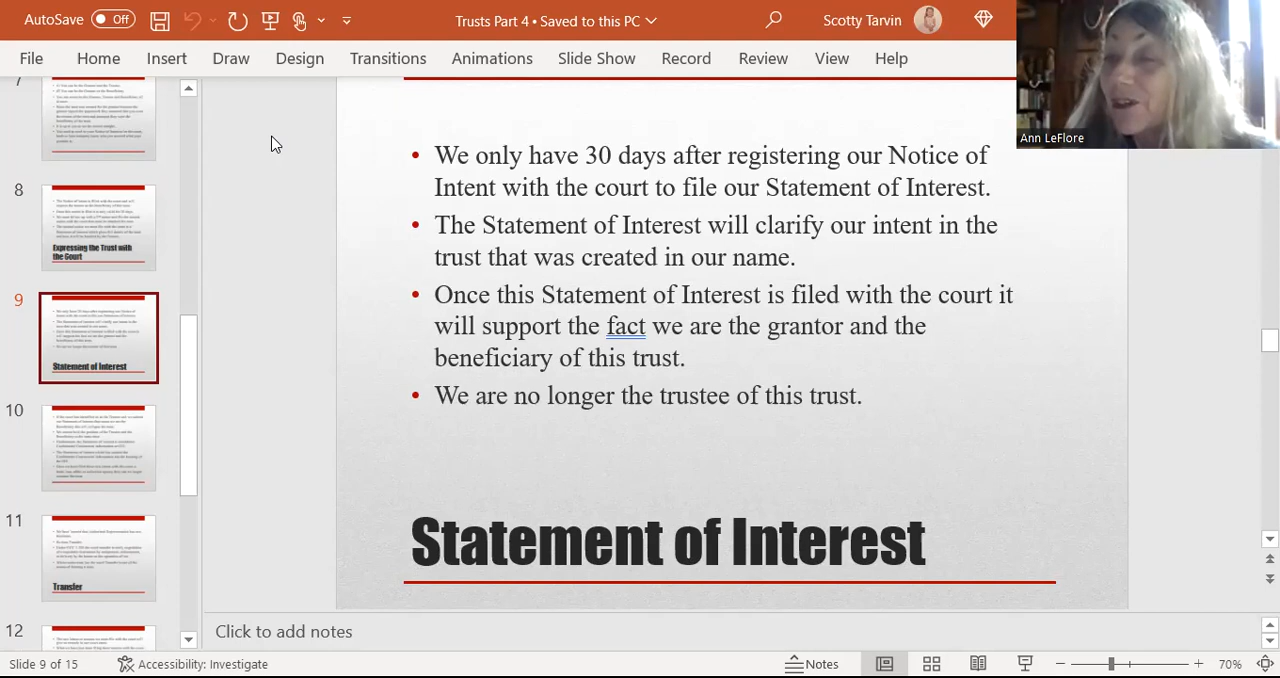 AutoSave Off Trusts Part 4 • Saved to this PC Scotty Tarvin
File Home Insert Draw Design Transitions Animations Slide Show Record Review View Help
Ann LeFlore
7
8
Expressing the Trust with
the Court
9
Statement of Interest
10
11
Transfer
12
• We only have 30 days after registering our Notice of
Intent with the court to file our Statement of Interest.
• The Statement of Interest will clarify our intent in the
trust that was created in our name.
• Once this Statement of Interest is filed with the court it
will support the fact we are the grantor and the
beneficiary of this trust.
• We are no longer the trustee of this trust.
Statement of Interest
Click to add notes
Slide 9 of 15 Accessibility: Investigate Notes 70%